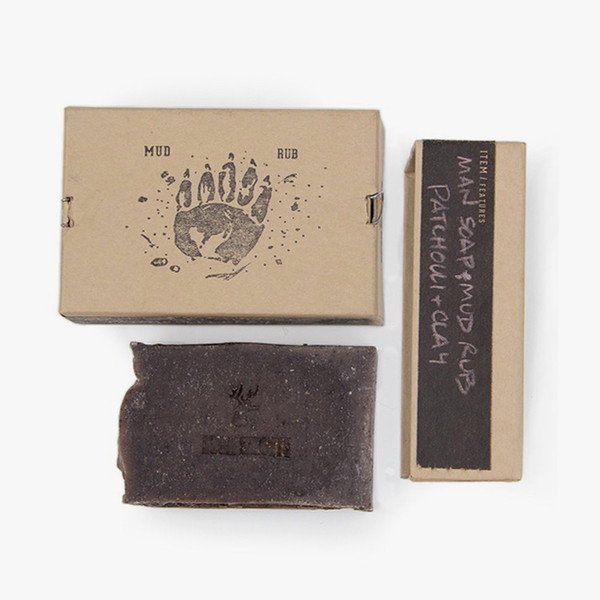 MUD RUB
ITEM / FEATURES
MAN SOAP: MUD RUB
PATCHOULI + CLAY